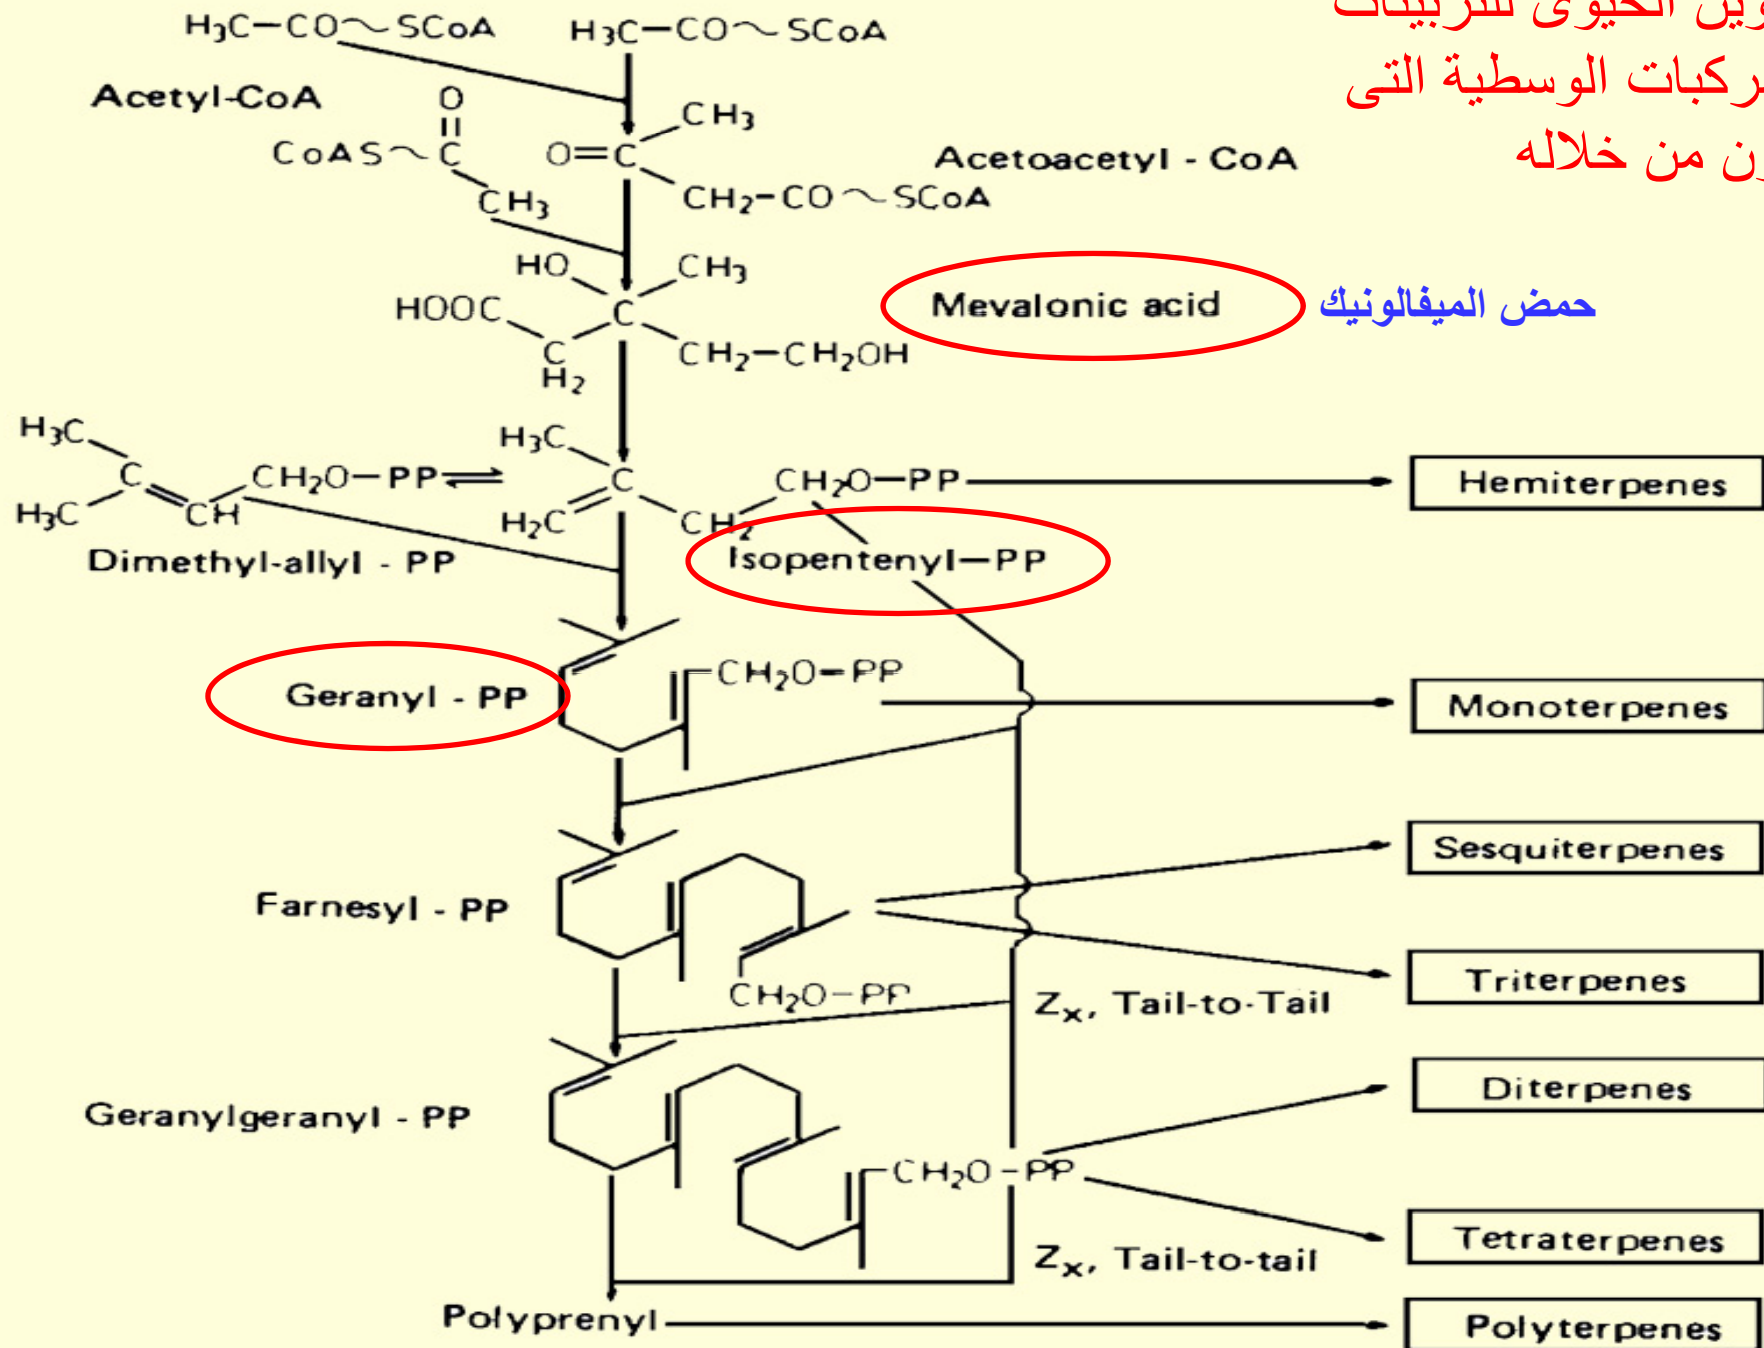 الحيوى للتربينات
التى الوسطية
من خلاله
H₃C–CO~SCoA H₃C–CO~SCoA
Acetyl-CoA
O
CH₃
CoAS~C
O=C
Acetoacetyl - CoA
CH₃
CH₂–CO~SCoA
HO
CH₃
HOOC
C
Mevalonic acid
حمض الميفالونيك
C
H₂
CH₂–CH₂OH
H₃C
H₃C
C
CH₂O–PP
C
CH₂O–PP
Hemiterpenes
H₃C
CH
H₂C
CH₂
Dimethyl-allyl - PP
Isopentenyl–PP
CH₂O–PP
Geranyl - PP
Monoterpenes
Sesquiterpenes
Farnesyl - PP
Triterpenes
CH₂O–PP
Zₓ, Tail-to-Tail
Diterpenes
Geranylgeranyl - PP
CH₂O–PP
Tetraterpenes
Zₓ, Tail-to-tail
Polyprenyl
Polyterpenes